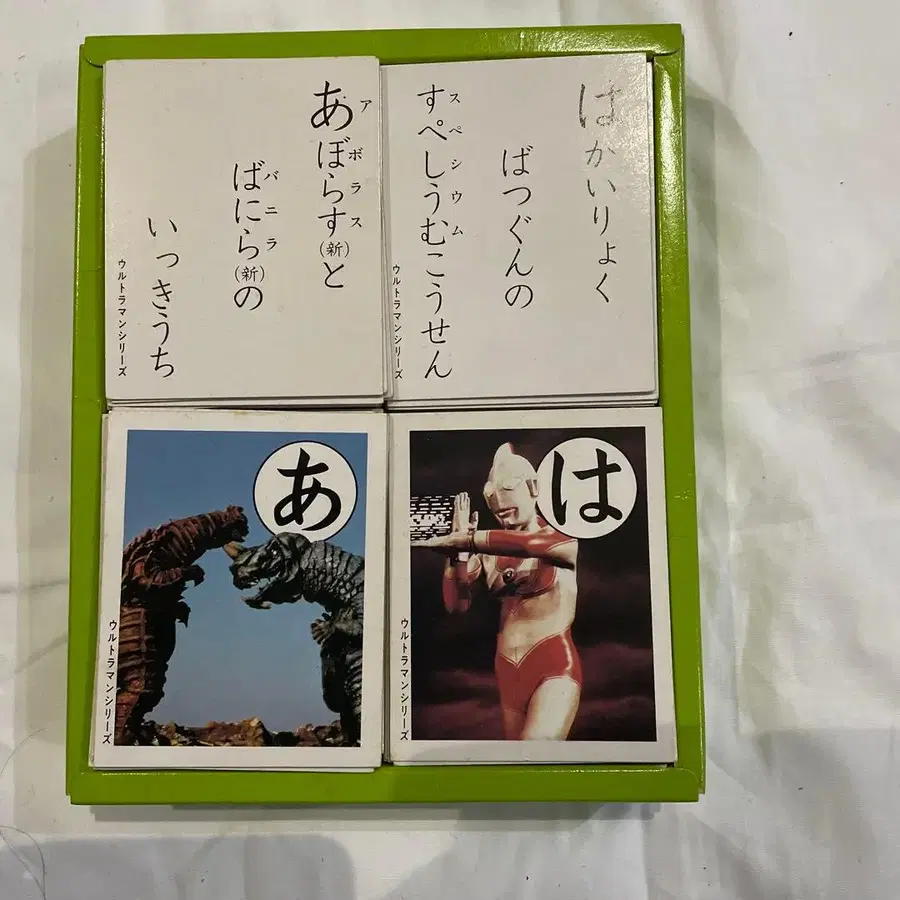 あぼらす(新)と
アボラス
ばにら(新)の
バニラ
いっきうち
ウルトラマンシリーズ
はかいりょく
ばつぐんの
すぺしうむこうせん
スペシウム
ウルトラマンシリーズ
あ
ウルトラマンシリーズ
は
ウルトラマンシリーズ